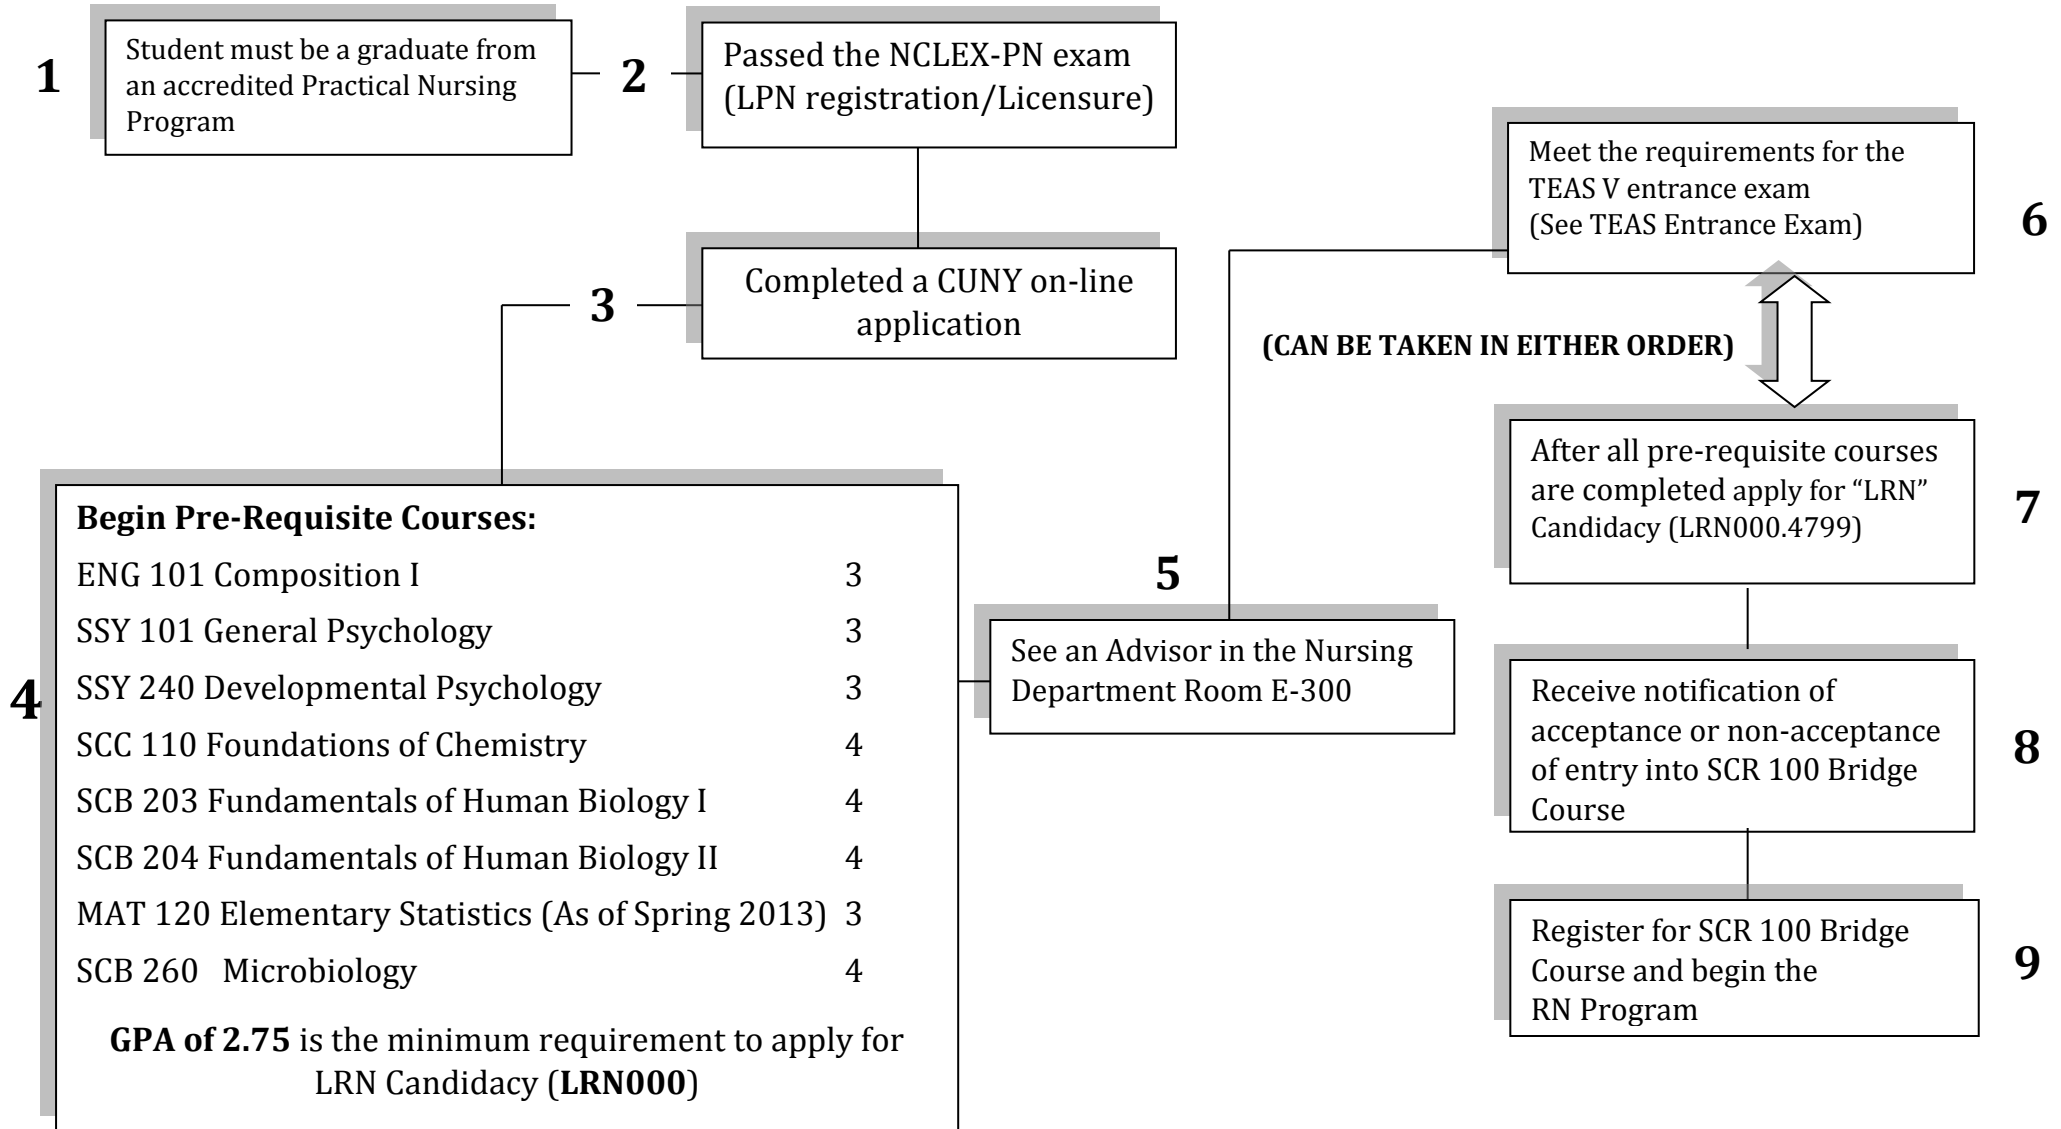 1
Student must be a graduate from
an accredited Practical Nursing
Program
2
Passed the NCLEX-PN exam
(LPN registration/Licensure)
3
Completed a CUNY on-line
application
4
Begin Pre-Requisite Courses:
ENG 101 Composition I 3
SSY 101 General Psychology 3
SSY 240 Developmental Psychology 3
SCC 110 Foundations of Chemistry 4
SCB 203 Fundamentals of Human Biology I 4
SCB 204 Fundamentals of Human Biology II 4
MAT 120 Elementary Statistics (As of Spring 2013) 3
SCB 260 Microbiology 4
GPA of 2.75 is the minimum requirement to apply for
LRN Candidacy (LRN000)
5
See an Advisor in the Nursing
Department Room E-300
6
Meet the requirements for the
TEAS V entrance exam
(See TEAS Entrance Exam)
(CAN BE TAKEN IN EITHER ORDER)
7
After all pre-requisite courses
are completed apply for “LRN”
Candidacy (LRN000.4799)
8
Receive notification of
acceptance or non-acceptance
of entry into SCR 100 Bridge
Course
9
Register for SCR 100 Bridge
Course and begin the
RN Program